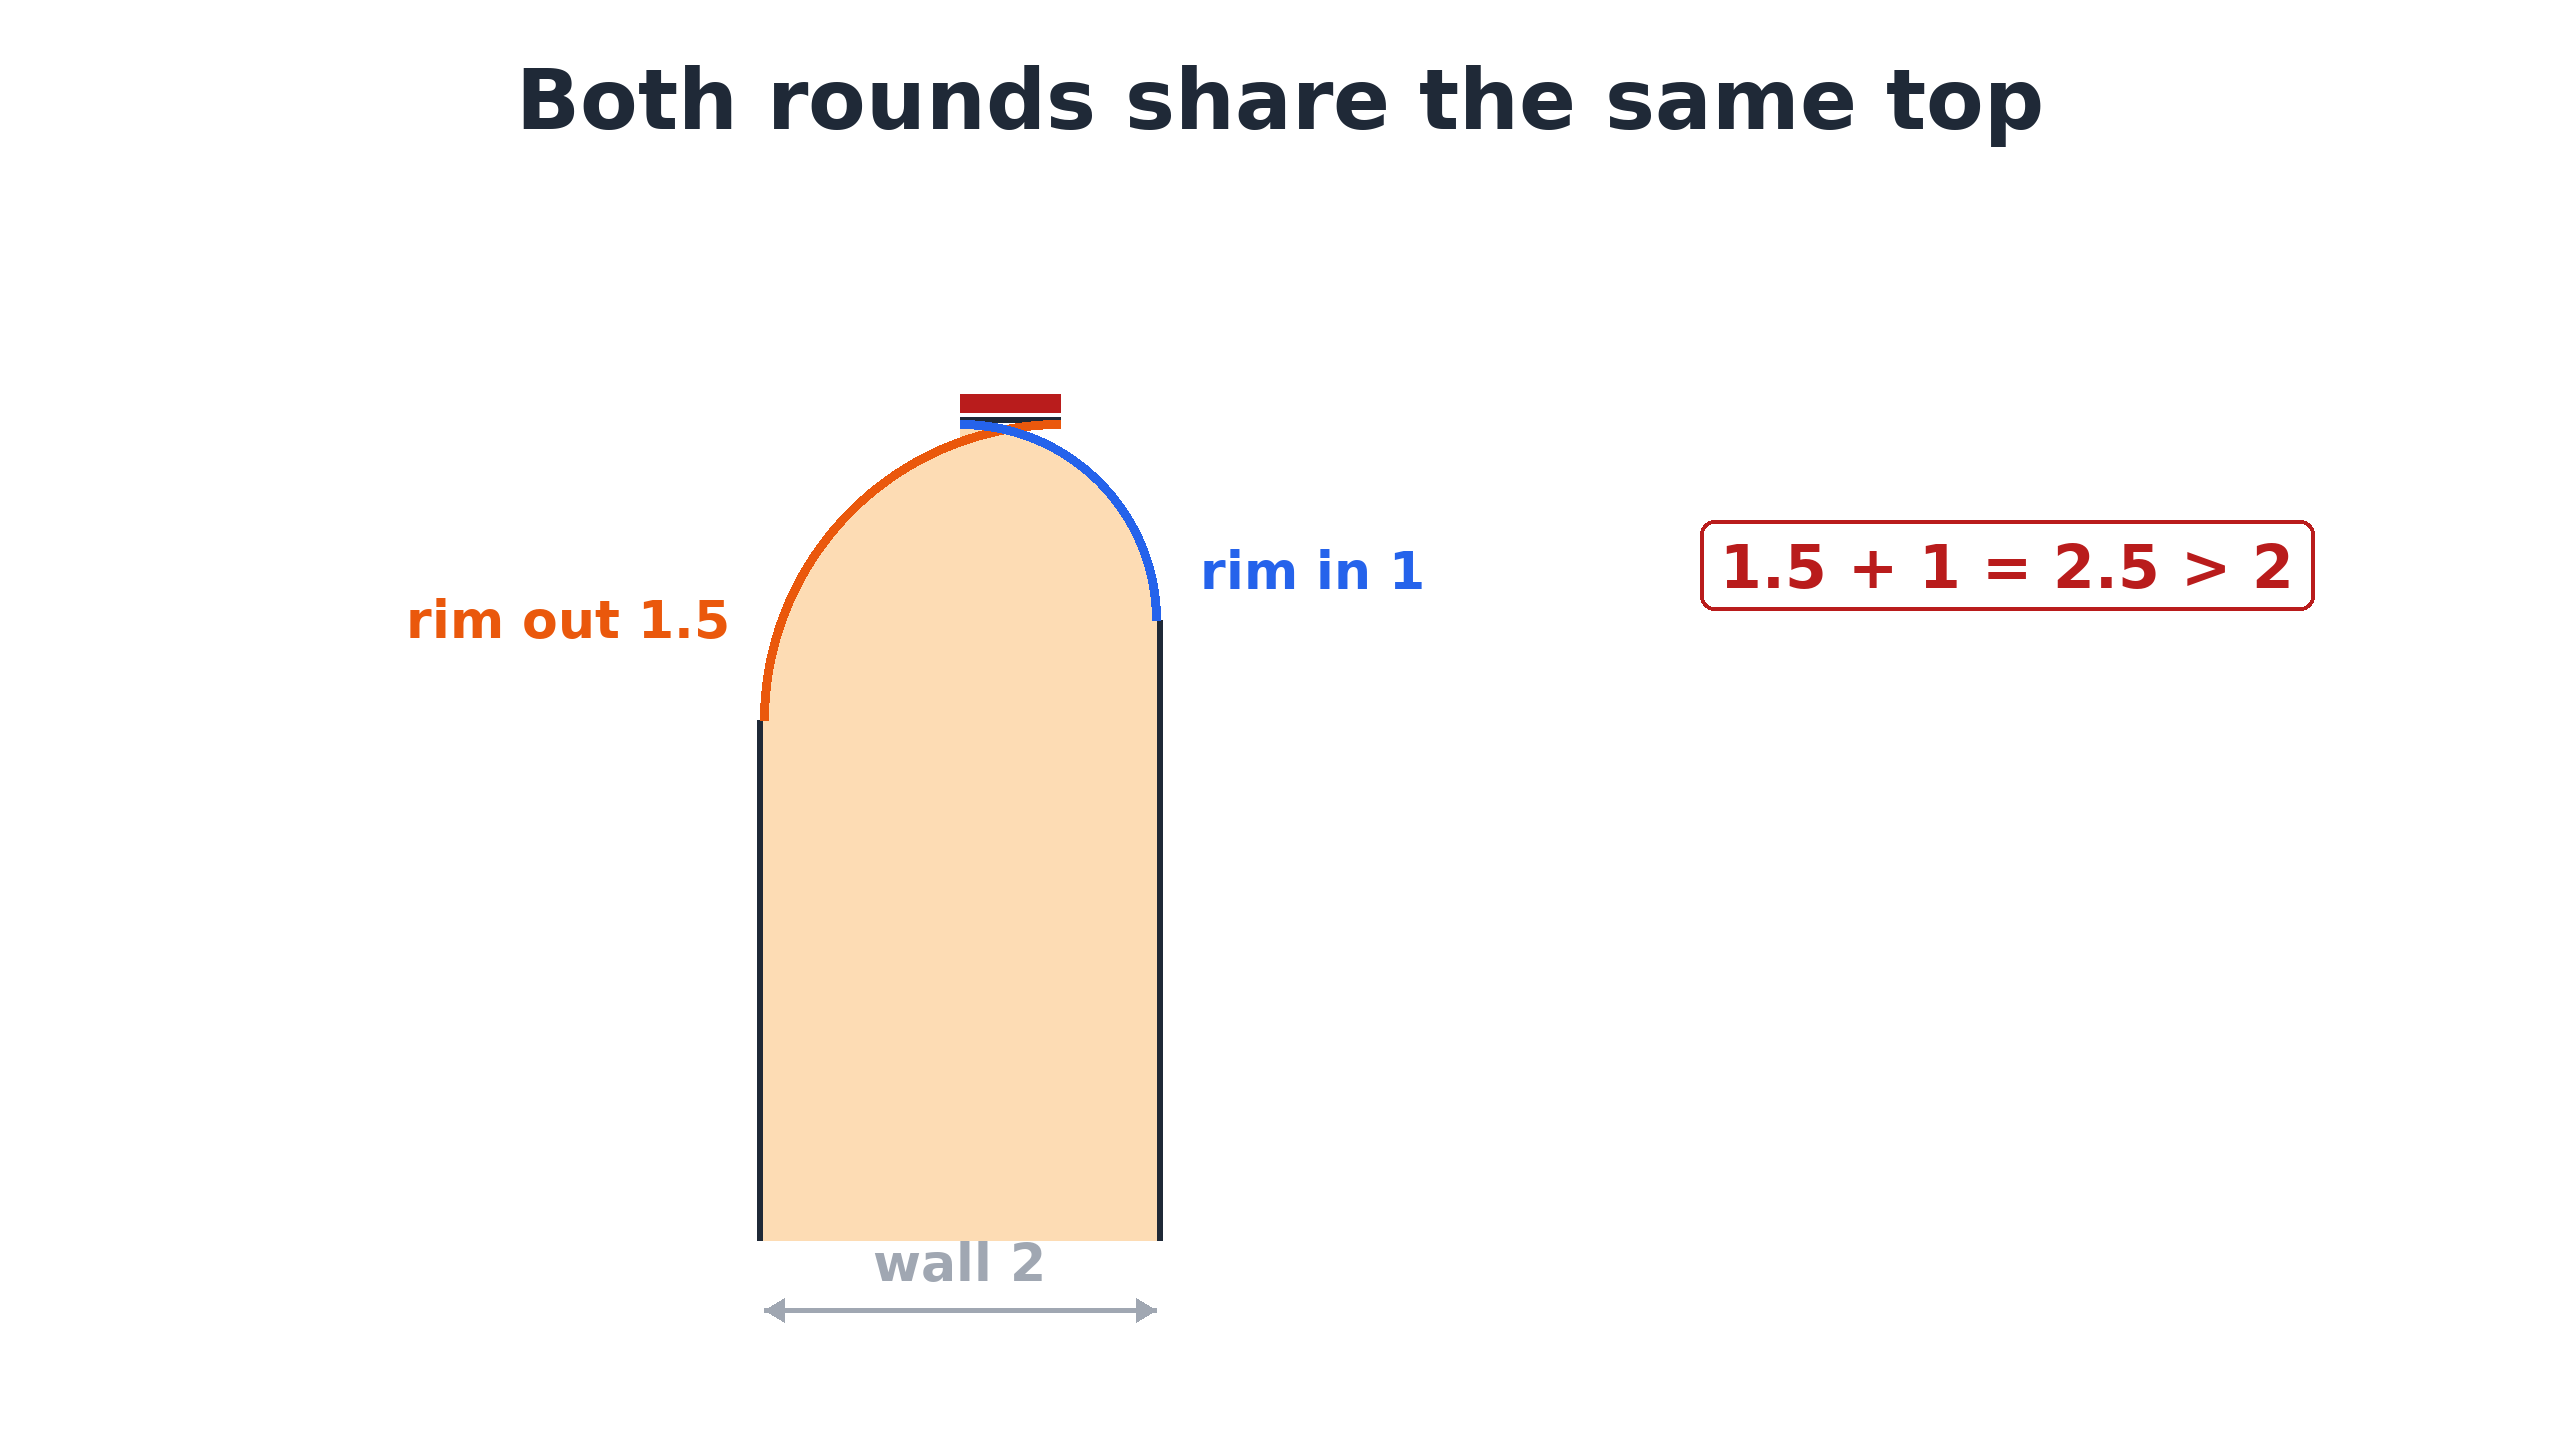 Both rounds share the same top
rim in 1
1.5 + 1 = 2.5 > 2
rim out 1.5
wall 2